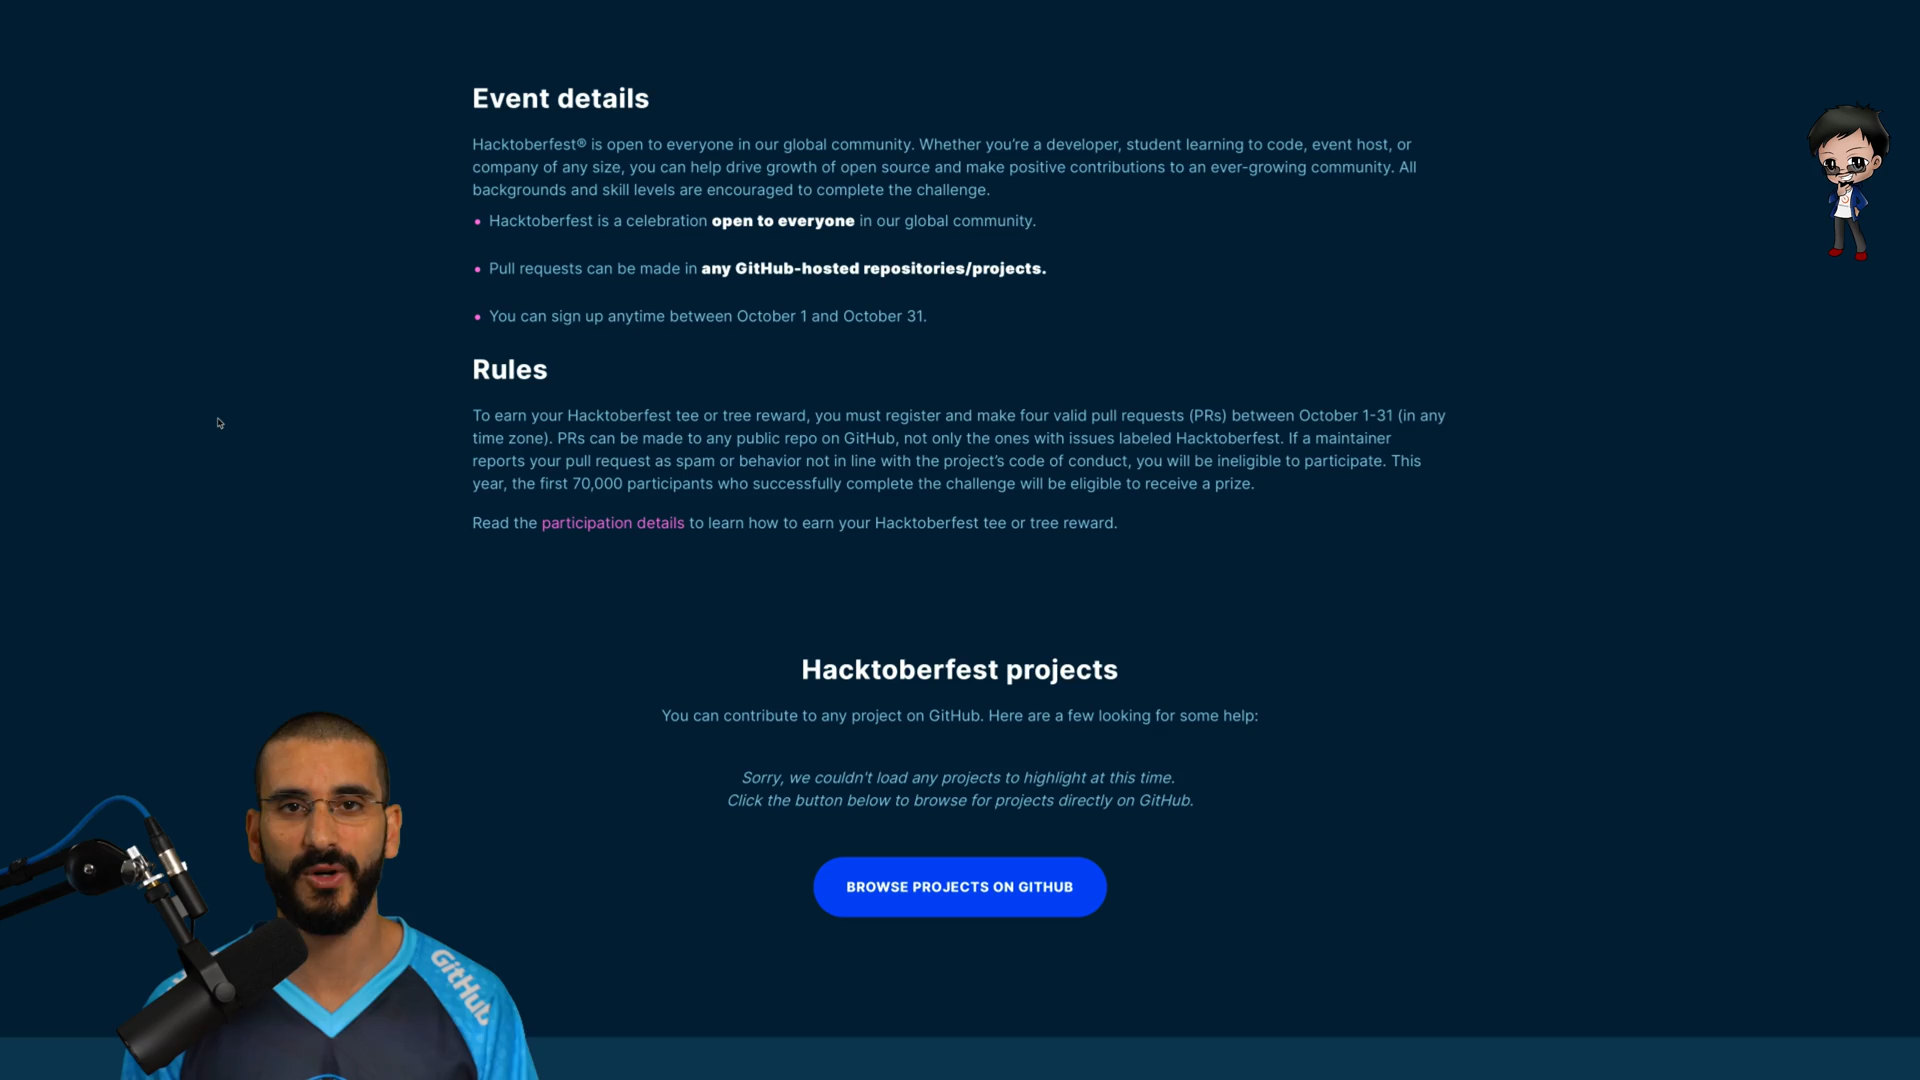 Event details
Hacktoberfest® is open to everyone in our global community. Whether you’re a developer, student learning to code, event host, or
company of any size, you can help drive growth of open source and make positive contributions to an ever-growing community. All
backgrounds and skill levels are encouraged to complete the challenge.
• Hacktoberfest is a celebration open to everyone in our global community.
• Pull requests can be made in any GitHub-hosted repositories/projects.
• You can sign up anytime between October 1 and October 31.
Rules
To earn your Hacktoberfest tee or tree reward, you must register and make four valid pull requests (PRs) between October 1-31 (in any
time zone). PRs can be made to any public repo on GitHub, not only the ones with issues labeled Hacktoberfest. If a maintainer
reports your pull request as spam or behavior not in line with the project’s code of conduct, you will be ineligible to participate. This
year, the first 70,000 participants who successfully complete the challenge will be eligible to receive a prize.
Read the participation details to learn how to earn your Hacktoberfest tee or tree reward.
Hacktoberfest projects
You can contribute to any project on GitHub. Here are a few looking for some help:
Sorry, we couldn't load any projects to highlight at this time.
Click the button below to browse for projects directly on GitHub.
BROWSE PROJECTS ON GITHUB
GitHub